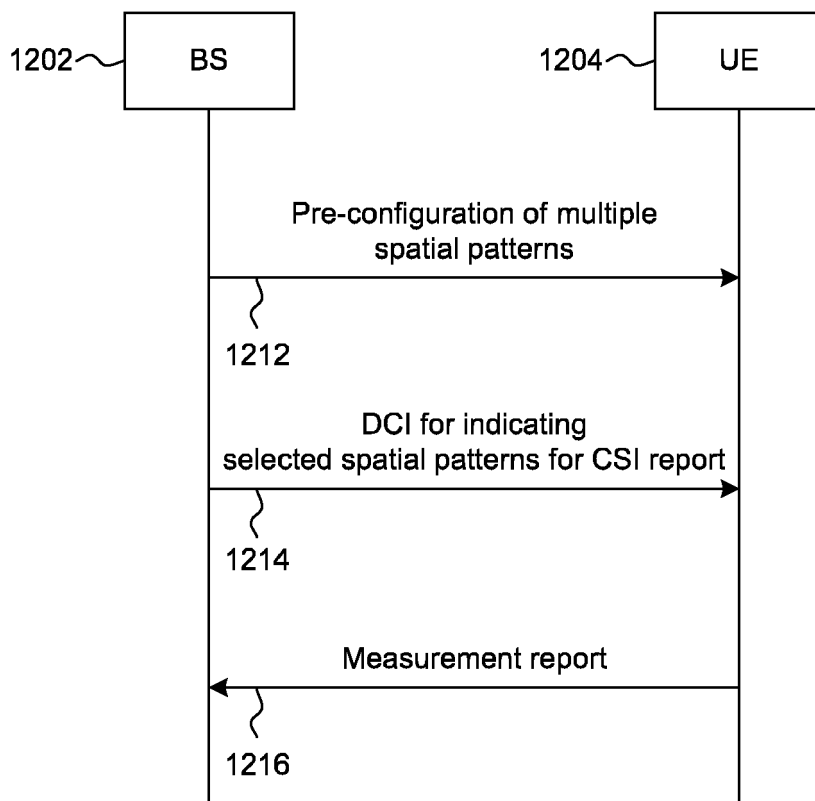 1202
BS
1204
UE
Pre-configuration of multiple
spatial patterns
1212
DCI for indicating
selected spatial patterns for CSI report
1214
Measurement report
1216